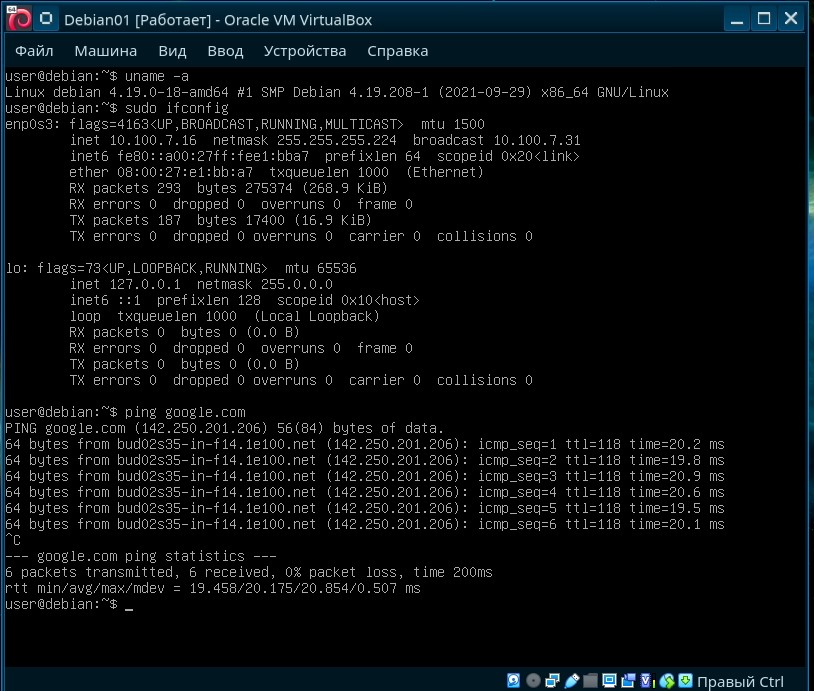 64
Debian01 [Работает] - Oracle VM VirtualBox
Файл Машина Вид Ввод Устройства Справка
user@debian:~$ uname -a
Linux debian 4.19.0-18-amd64 #1 SMP Debian 4.19.208-1 (2021-09-29) x86_64 GNU/Linux
user@debian:~$ sudo ifconfig
enp0s3: flags=4163<UP,BROADCAST,RUNNING,MULTICAST>  mtu 1500
        inet 10.100.7.16  netmask 255.255.255.224  broadcast 10.100.7.31
        inet6 fe80::a00:27ff:fee1:bba7  prefixlen 64  scopeid 0x20<link>
        ether 08:00:27:e1:bb:a7  txqueuelen 1000  (Ethernet)
        RX packets 293  bytes 275374 (268.9 KiB)
        RX errors 0  dropped 0  overruns 0  frame 0
        TX packets 187  bytes 17400 (16.9 KiB)
        TX errors 0  dropped 0 overruns 0  carrier 0  collisions 0
lo: flags=73<UP,LOOPBACK,RUNNING>  mtu 65536
        inet 127.0.0.1  netmask 255.0.0.0
        inet6 ::1  prefixlen 128  scopeid 0x10<host>
        loop  txqueuelen 1000  (Local Loopback)
        RX packets 0  bytes 0 (0.0 B)
        RX errors 0  dropped 0  overruns 0  frame 0
        TX packets 0  bytes 0 (0.0 B)
        TX errors 0  dropped 0 overruns 0  carrier 0  collisions 0
user@debian:~$ ping google.com
PING google.com (142.250.201.206) 56(84) bytes of data.
64 bytes from bud02s35-in-f14.1e100.net (142.250.201.206): icmp_seq=1 ttl=118 time=20.2 ms
64 bytes from bud02s35-in-f14.1e100.net (142.250.201.206): icmp_seq=2 ttl=118 time=19.8 ms
64 bytes from bud02s35-in-f14.1e100.net (142.250.201.206): icmp_seq=3 ttl=118 time=20.9 ms
64 bytes from bud02s35-in-f14.1e100.net (142.250.201.206): icmp_seq=4 ttl=118 time=20.6 ms
64 bytes from bud02s35-in-f14.1e100.net (142.250.201.206): icmp_seq=5 ttl=118 time=19.5 ms
64 bytes from bud02s35-in-f14.1e100.net (142.250.201.206): icmp_seq=6 ttl=118 time=20.1 ms
^C
--- google.com ping statistics ---
6 packets transmitted, 6 received, 0% packet loss, time 200ms
rtt min/avg/max/mdev = 19.458/20.175/20.854/0.507 ms
user@debian:~$ _
Правый Ctrl